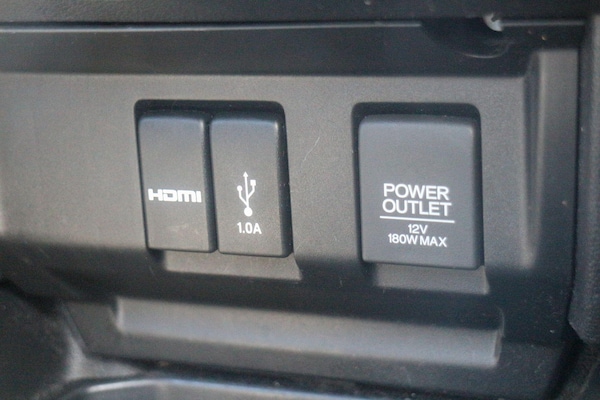 HDMI
1.0A
POWER
OUTLET
12V
180W MAX